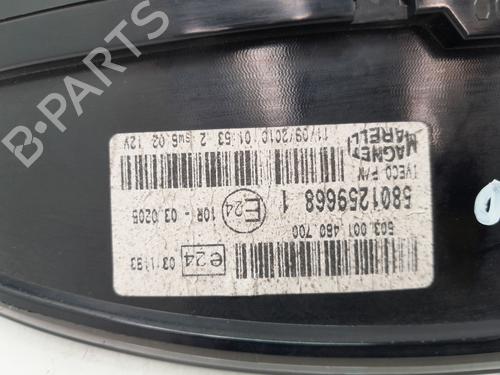 503.001.460.700
e24
03 1193
5801259668 1
E24
10R - 03.0205
IVECO P/N
MAGNETI
MARELLI
11/09/2010 01:53 2 sw6.02 12V
B-PARTS